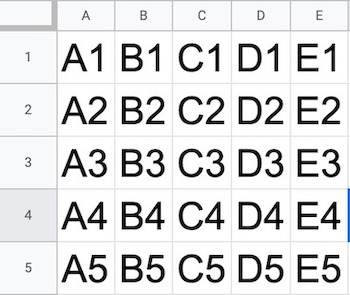 A B C D E
1 A1 B1 C1 D1 E1
2 A2 B2 C2 D2 E2
3 A3 B3 C3 D3 E3
4 A4 B4 C4 D4 E4
5 A5 B5 C5 D5 E5